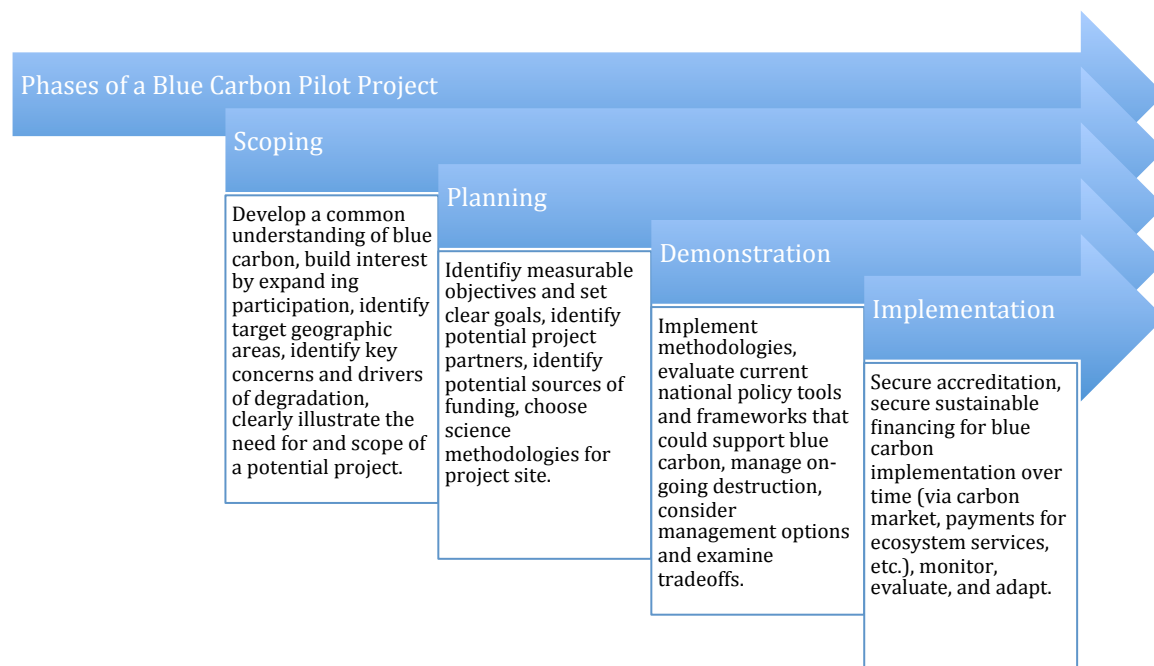 Phases of a Blue Carbon Pilot Project
Scoping
Develop a common
understanding of blue
carbon, build interest
by expand ing
participation, identify
target geographic
areas, identify key
concerns and drivers
of degradation,
clearly illustrate the
need for and scope of
a potential project.
Planning
Identifiy measurable
objectives and set
clear goals, identify
potential project
partners, identify
potential sources of
funding, choose
science
methodologies for
project site.
Demonstration
Implement
methodologies,
evaluate current
national policy tools
and frameworks that
could support blue
carbon, manage on-
going destruction,
consider
management options
and examine
tradeoffs.
Implementation
Secure accreditation,
secure sustainable
financing for blue
carbon
implementation over
time (via carbon
market, payments for
ecosystem services,
etc.), monitor,
evaluate, and adapt.